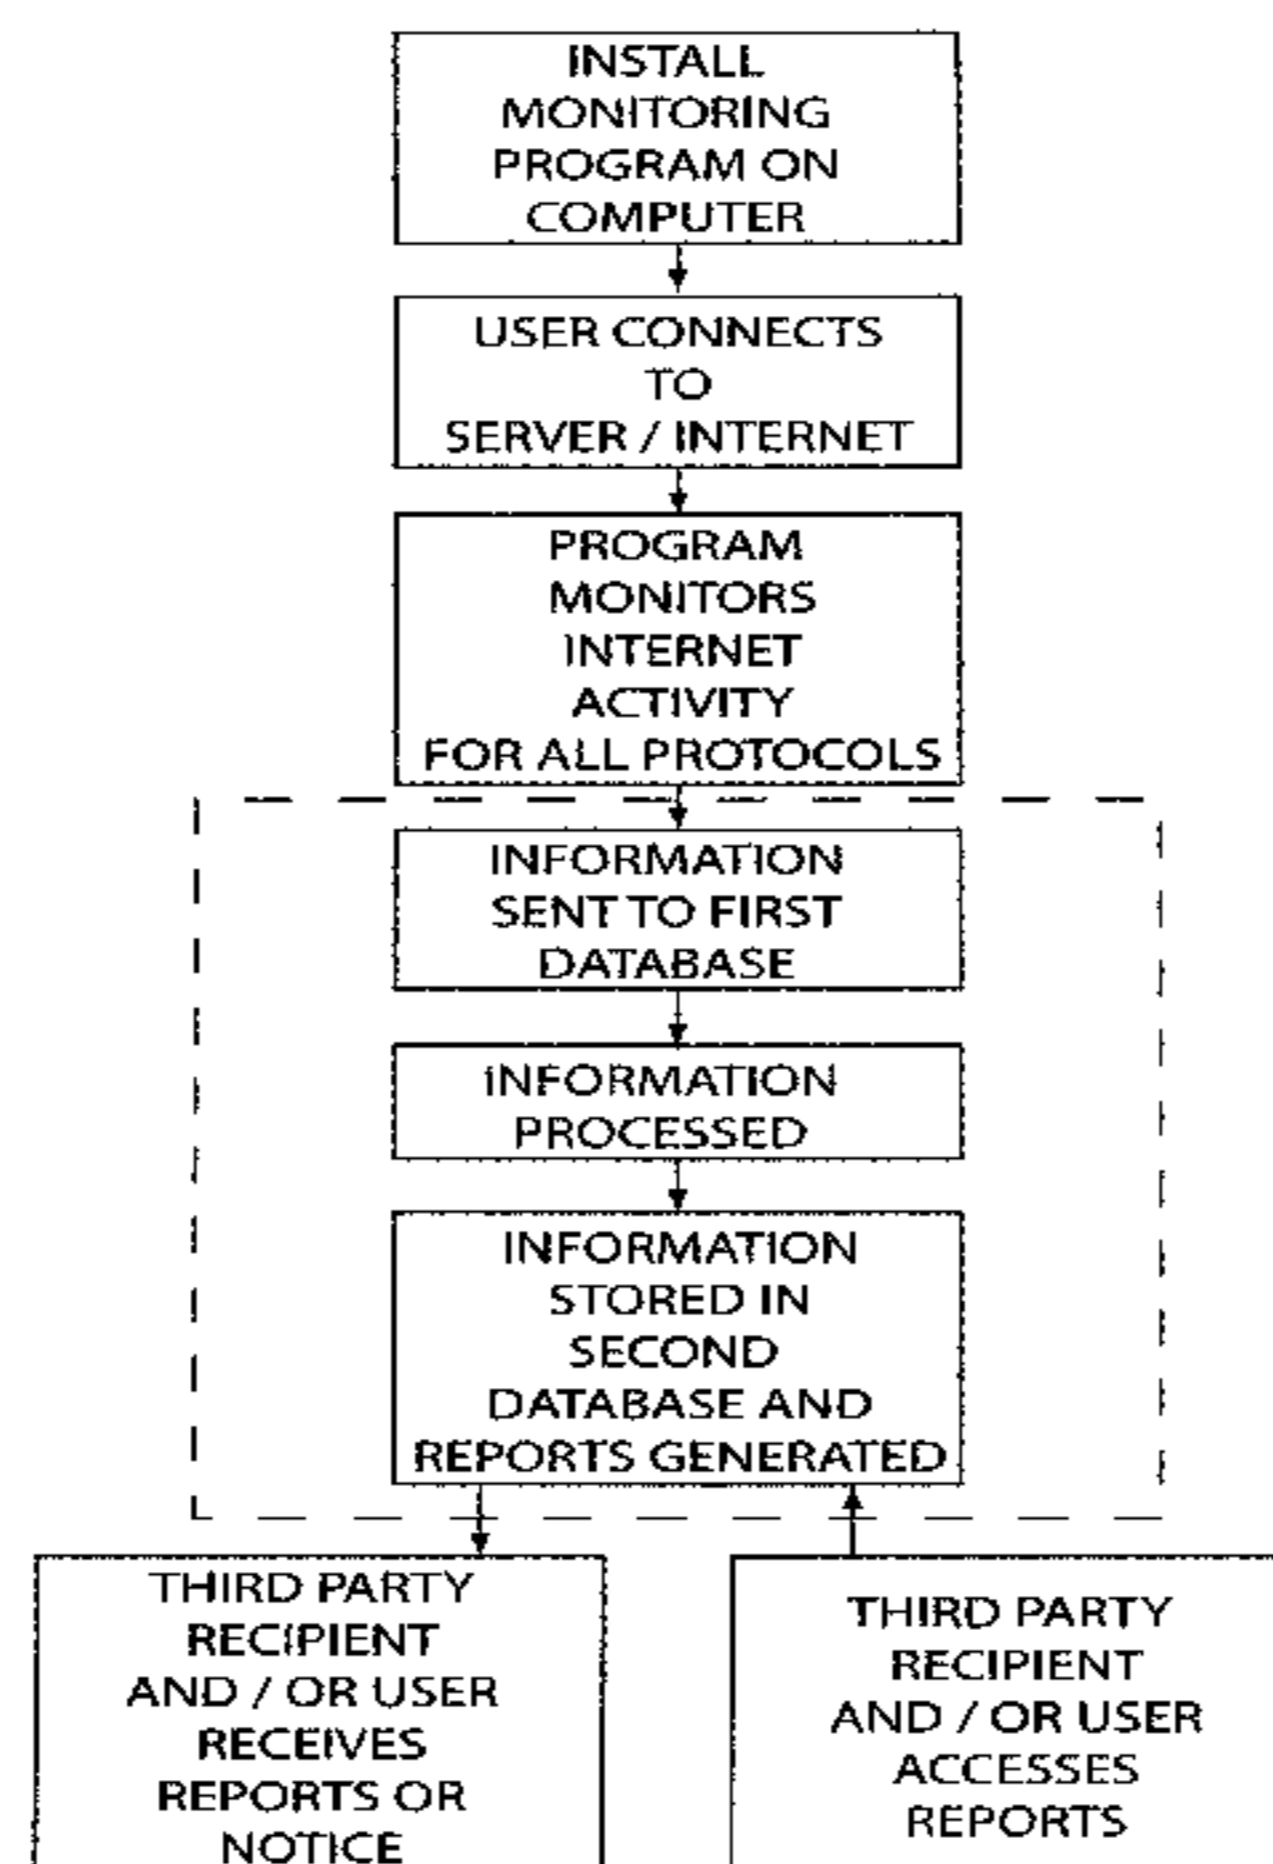 INSTALL
MONITORING
PROGRAM ON
COMPUTER
USER CONNECTS
TO
SERVER / INTERNET
PROGRAM
MONITORS
INTERNET
ACTIVITY
FOR ALL PROTOCOLS
INFORMATION
SENT TO FIRST
DATABASE
INFORMATION
PROCESSED
INFORMATION
STORED IN
SECOND
DATABASE AND
REPORTS GENERATED
THIRD PARTY
RECIPIENT
AND / OR USER
RECEIVES
REPORTS OR
NOTICE
THIRD PARTY
RECIPIENT
AND / OR USER
ACCESSES
REPORTS